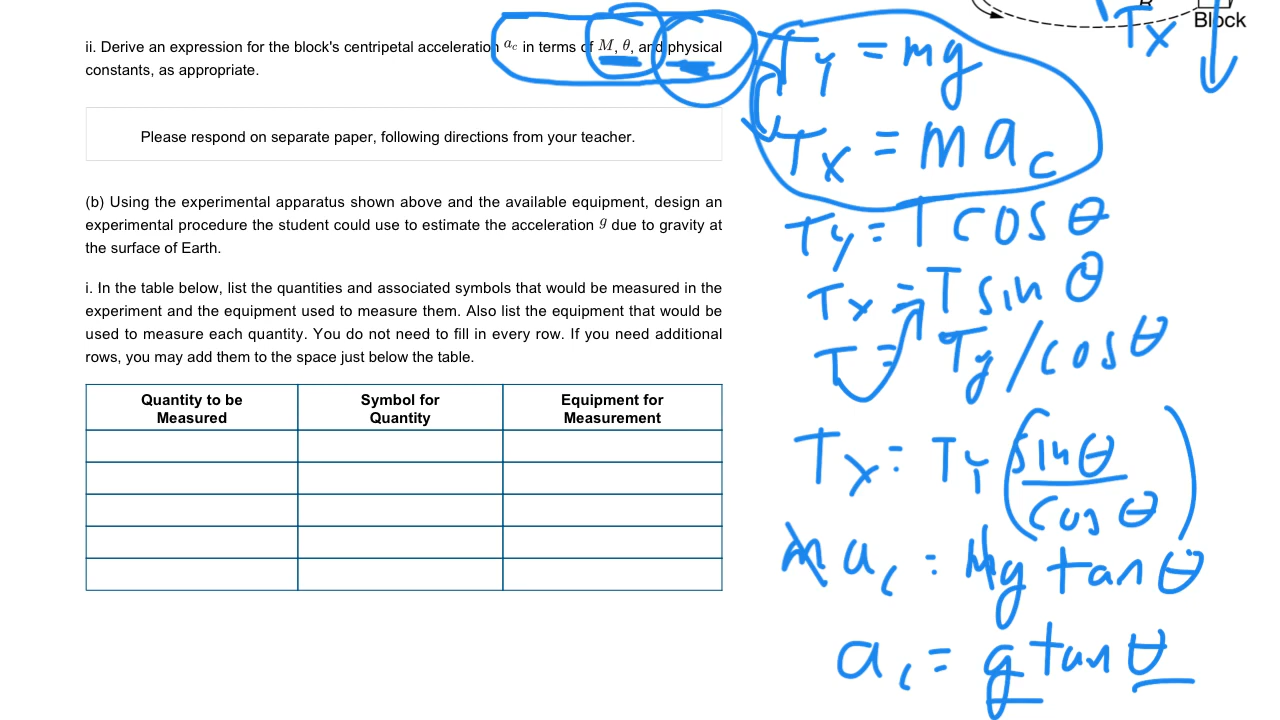 ii. Derive an expression for the block's centripetal acceleration a_c in terms of M, θ, and physical
constants, as appropriate.
Please respond on separate paper, following directions from your teacher.
(b) Using the experimental apparatus shown above and the available equipment, design an
experimental procedure the student could use to estimate the acceleration g due to gravity at
the surface of Earth.
i. In the table below, list the quantities and associated symbols that would be measured in the
experiment and the equipment used to measure them. Also list the equipment that would be
used to measure each quantity. You do not need to fill in every row. If you need additional
rows, you may add them to the space just below the table.
Quantity to be Measured
Symbol for Quantity
Equipment for Measurement
Block
Tx
Ty = mg
Tx = mac
Ty = T cos θ
Tx = T sin θ
T = Ty/cos θ
Tx = Ty (sin θ / cos θ)
m ac = Mg tan θ
ac = g tan θ